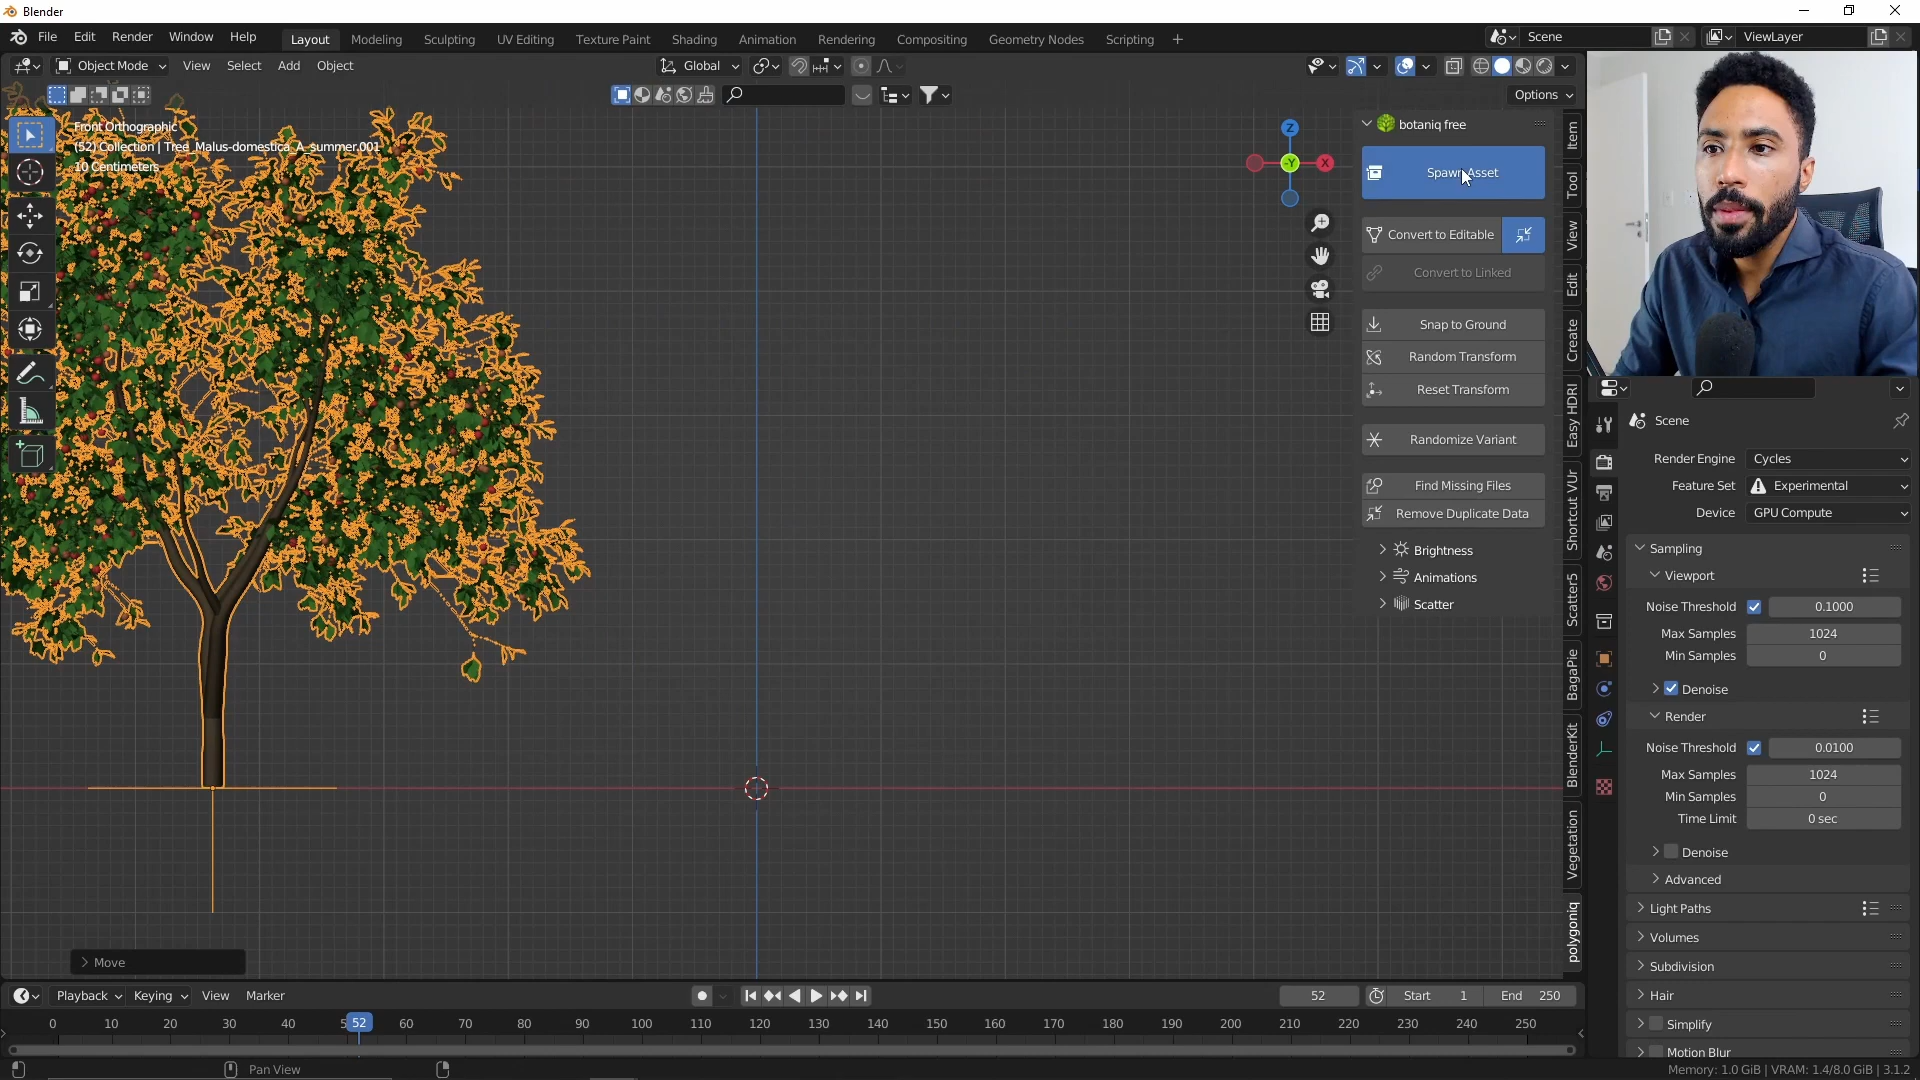 Blender
File Edit Render Window Help
Layout Modeling Sculpting UV Editing Texture Paint Shading Animation Rendering Compositing Geometry Nodes Scripting +
Scene
ViewLayer
Object Mode View Select Add Object
Global
Options
Front Orthographic
(52) Collection | Tree_Malus-domestica_A_summer.001
10 Centimeters
Z
-Y
X
botaniq free
Spawn Asset
Convert to Editable
Convert to Linked
Snap to Ground
Random Transform
Reset Transform
Randomize Variant
Find Missing Files
Remove Duplicate Data
Brightness
Animations
Scatter
Item
Tool
View
Edit
Create
Easy HDRI
Shortcut VUr
Scatter5
BagaPie
BlenderKit
Vegetation
polygoniq
Scene
Render Engine Cycles
Feature Set Experimental
Device GPU Compute
Sampling
Viewport
Noise Threshold 0.1000
Max Samples 1024
Min Samples 0
Denoise
Render
Noise Threshold 0.0100
Max Samples 1024
Min Samples 0
Time Limit 0 sec
Denoise
Advanced
Light Paths
Volumes
Subdivision
Hair
Simplify
Motion Blur
Move
Playback Keying View Marker
52 Start 1 End 250
0 10 20 30 40 5 52 60 70 80 90 100 110 120 130 140 150 160 170 180 190 200 210 220 230 240 250
Pan View
Memory: 1.0 GiB | VRAM: 1.4/8.0 GiB | 3.1.2